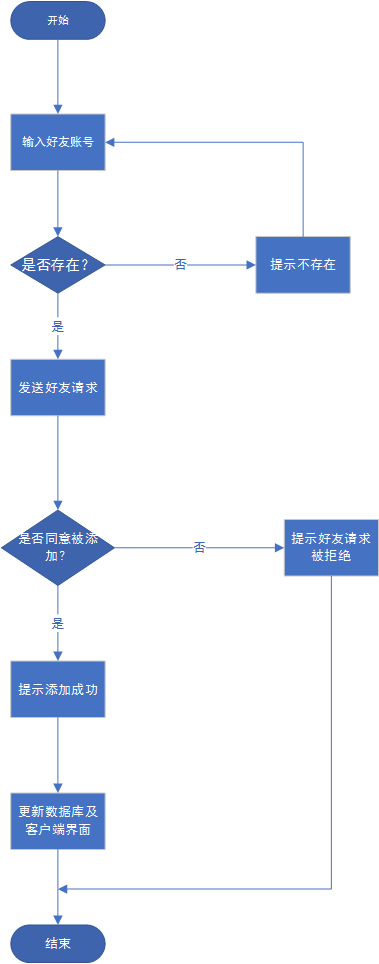 开始
输入好友账号
是否存在？
否
提示不存在
是
发送好友请求
是否同意被添
加？
否
提示好友请求
被拒绝
是
提示添加成功
更新数据库及
客户端界面
结束